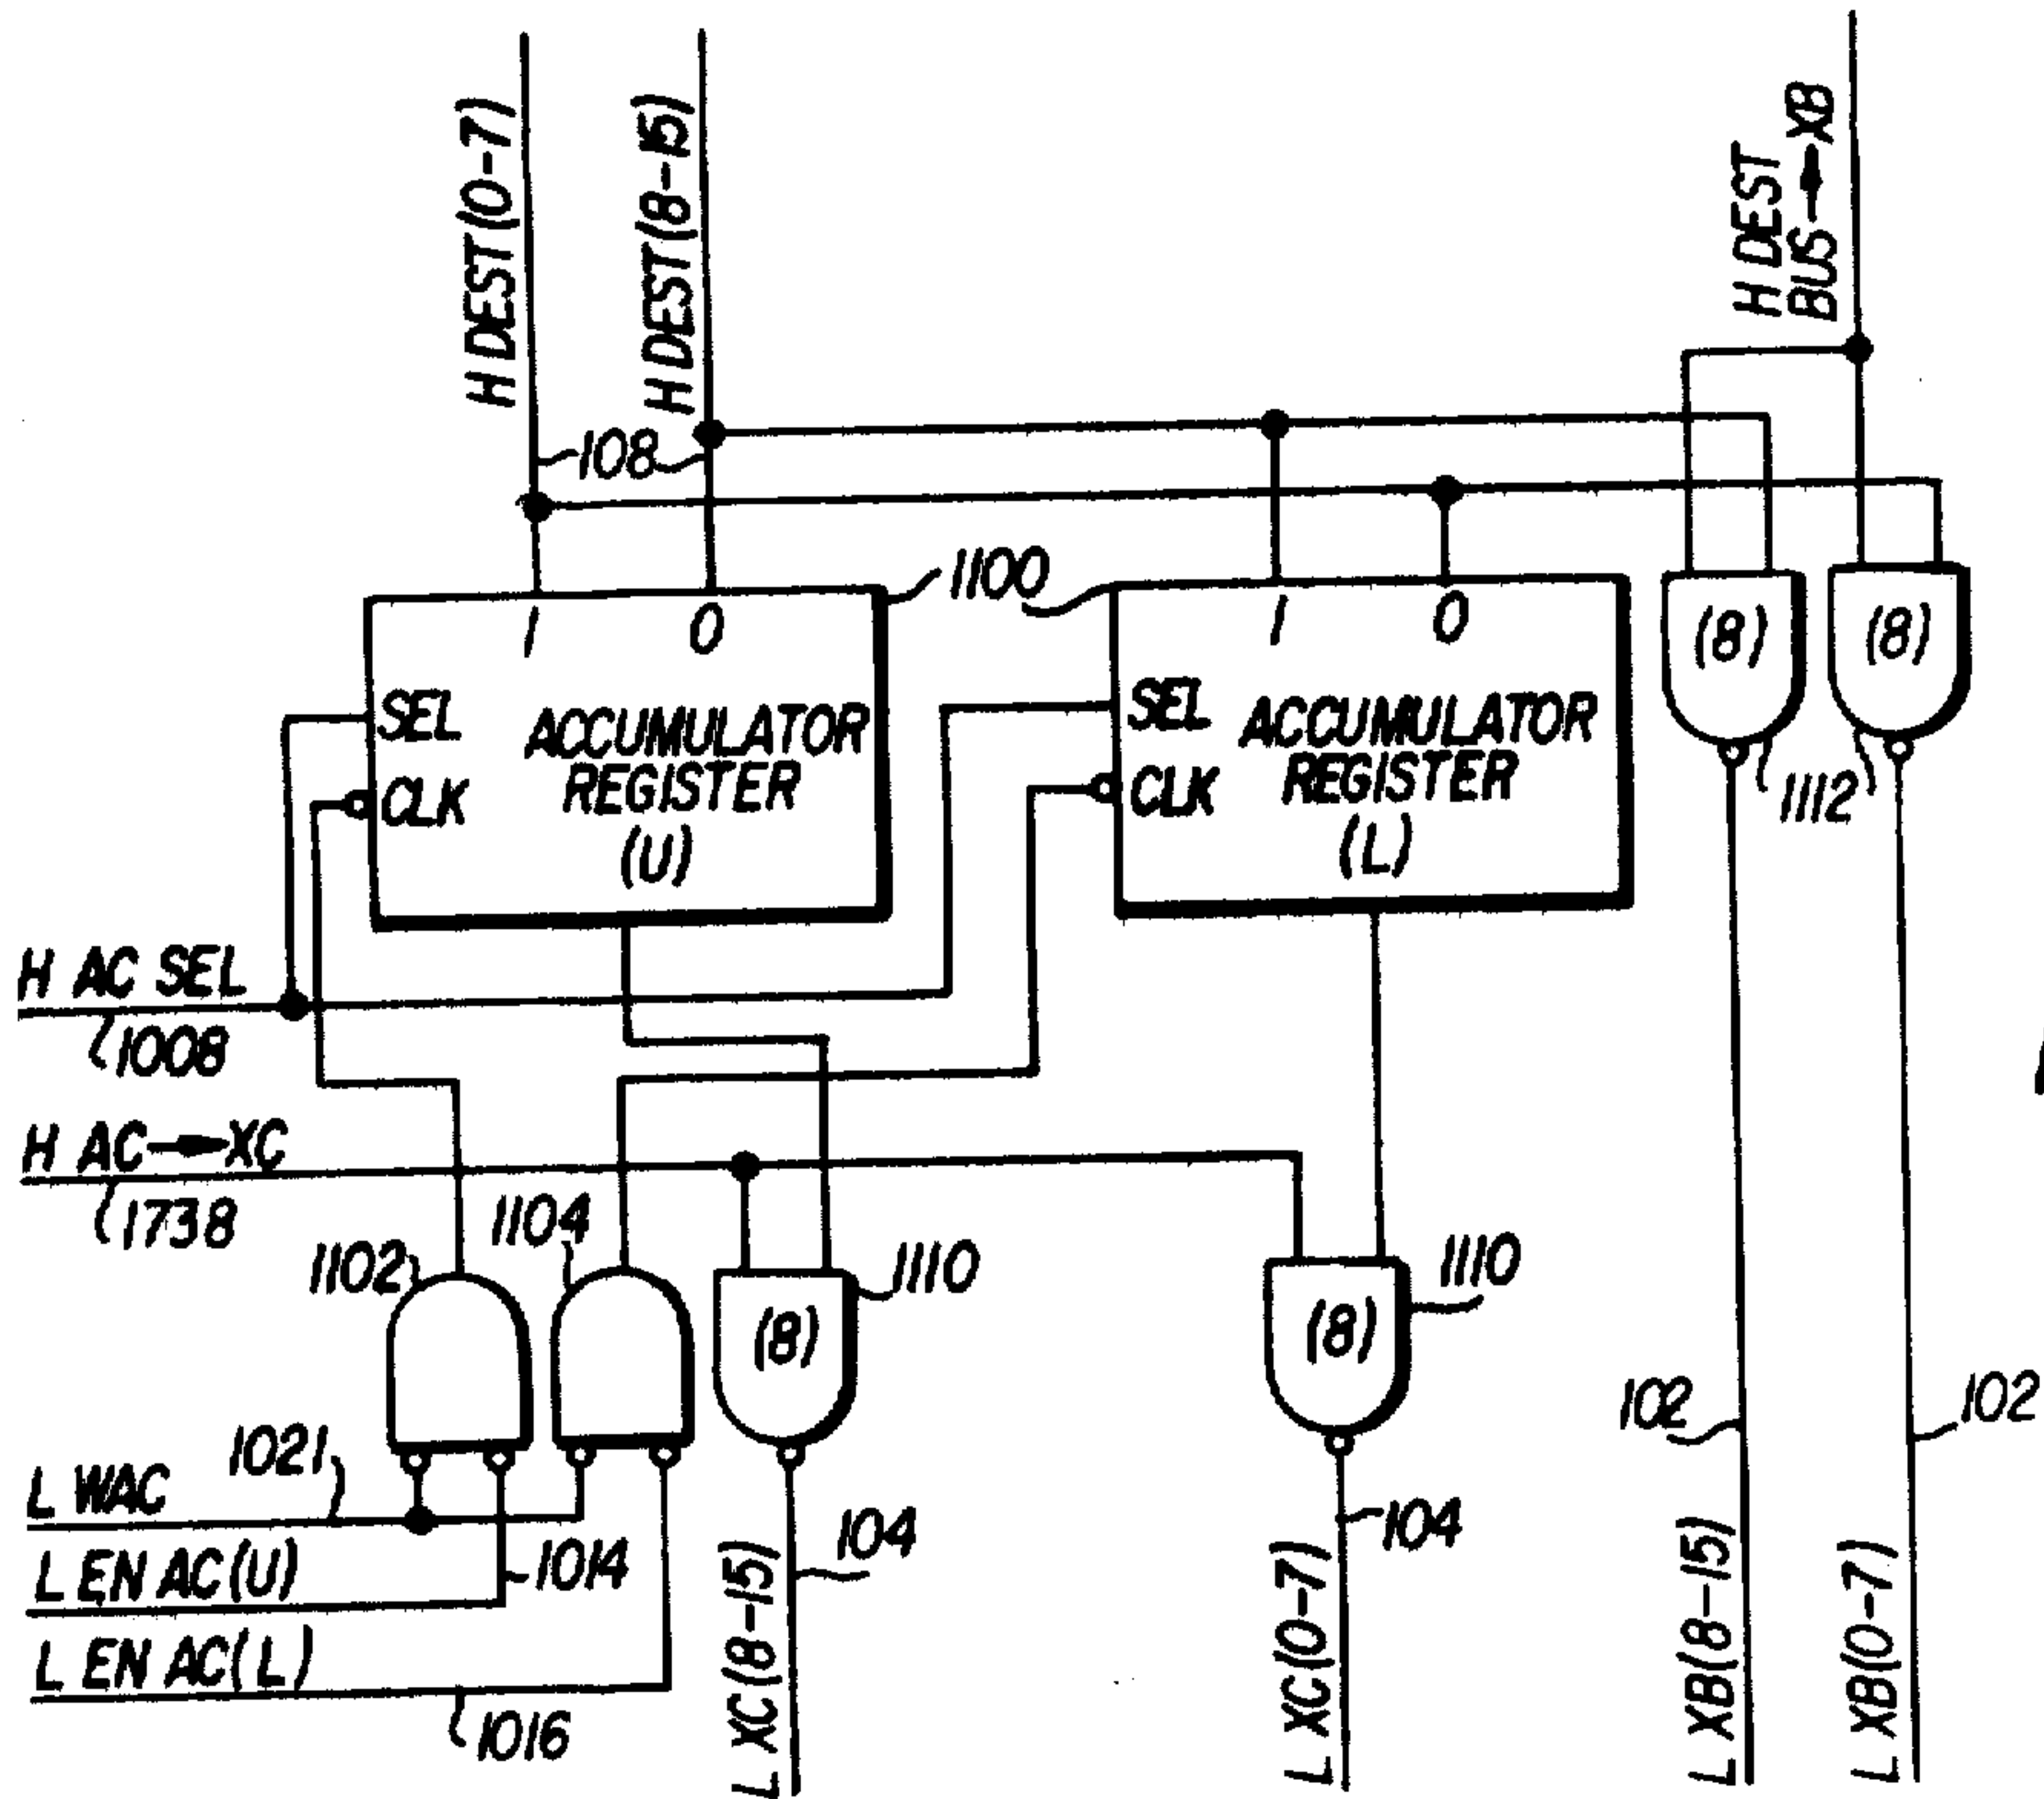 H DEST(0-7)
H DEST(8-15)
H DEST
BUS→XB
108
1100
1 0
1 0
(8)
(8)
SEL
ACCUMULATOR
REGISTER
(U)
CLK
SEL
ACCUMULATOR
REGISTER
(L)
CLK
1112
H AC SEL
1008
H AC→XC
1738
1102
1104
1110
(8)
1110
(8)
102
102
1021
L WAC
L EN AC(U)
1014
L EN AC(L)
1016
104
104
L XC(8-15)
L XC(0-7)
L XB(8-15)
L XB(0-7)